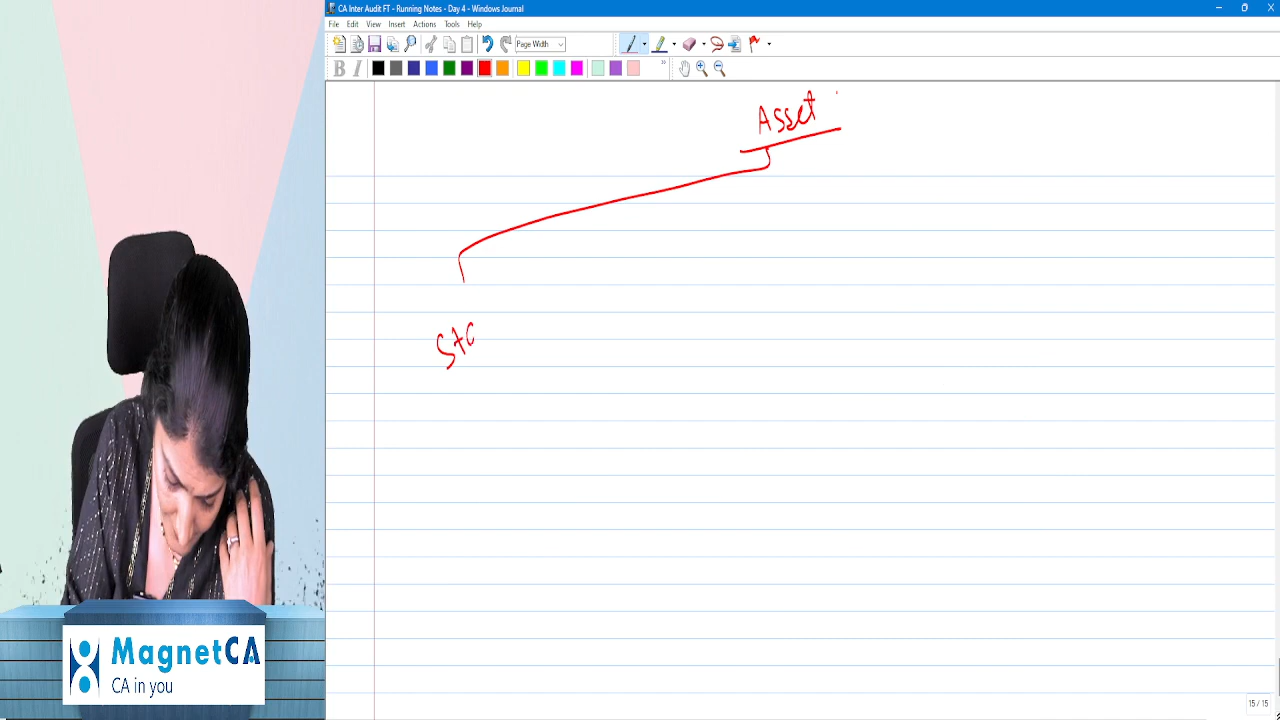 CA Inter Audit FT - Running Notes - Day 4 - Windows Journal
File Edit View Insert Actions Tools Help
Page Width
B I
Asset
Stc
MagnetCA
CA in you
15 / 15